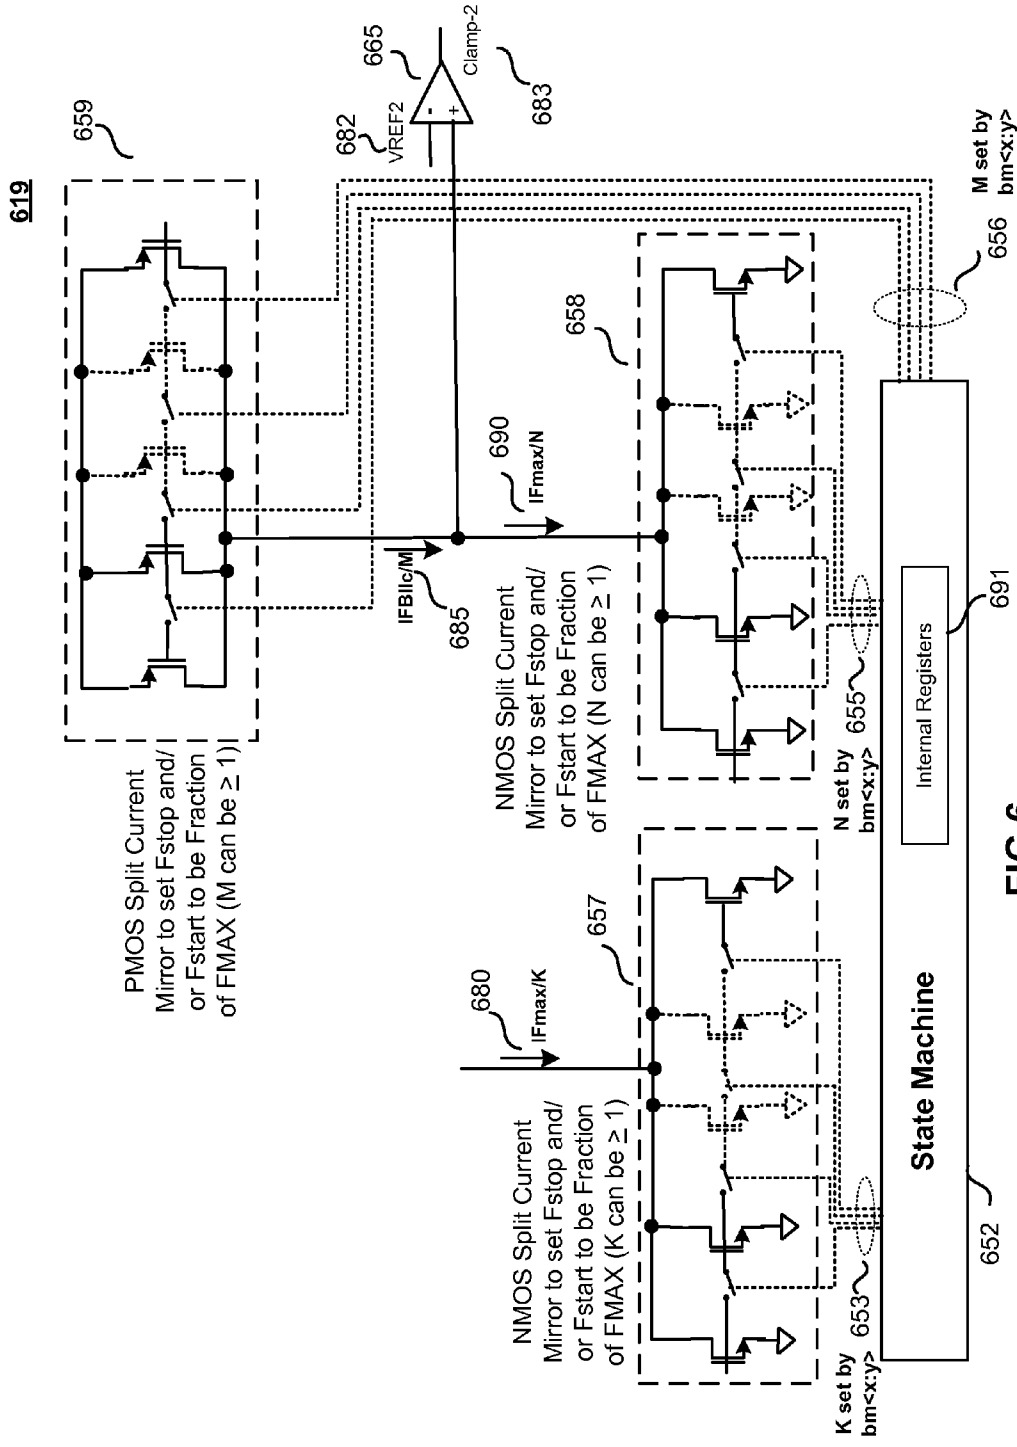 619
659
PMOS Split Current
Mirror to set Fstop and/
or Fstart to be Fraction
of FMAX (M can be ≥ 1)
682
VREF2
665
-
+
Clamp-2
683
IFBIIc/M
685
690
IFmax/N
NMOS Split Current
Mirror to set Fstop and/
or Fstart to be Fraction
of FMAX (N can be ≥ 1)
658
680
IFmax/K
NMOS Split Current
Mirror to set Fstop and/
or Fstart to be Fraction
of FMAX (K can be ≥ 1)
657
K set by
bm<x:y>
653
N set by
bm<x:y>
655
656
M set by
bm<x:y>
State Machine
652
Internal Registers
691